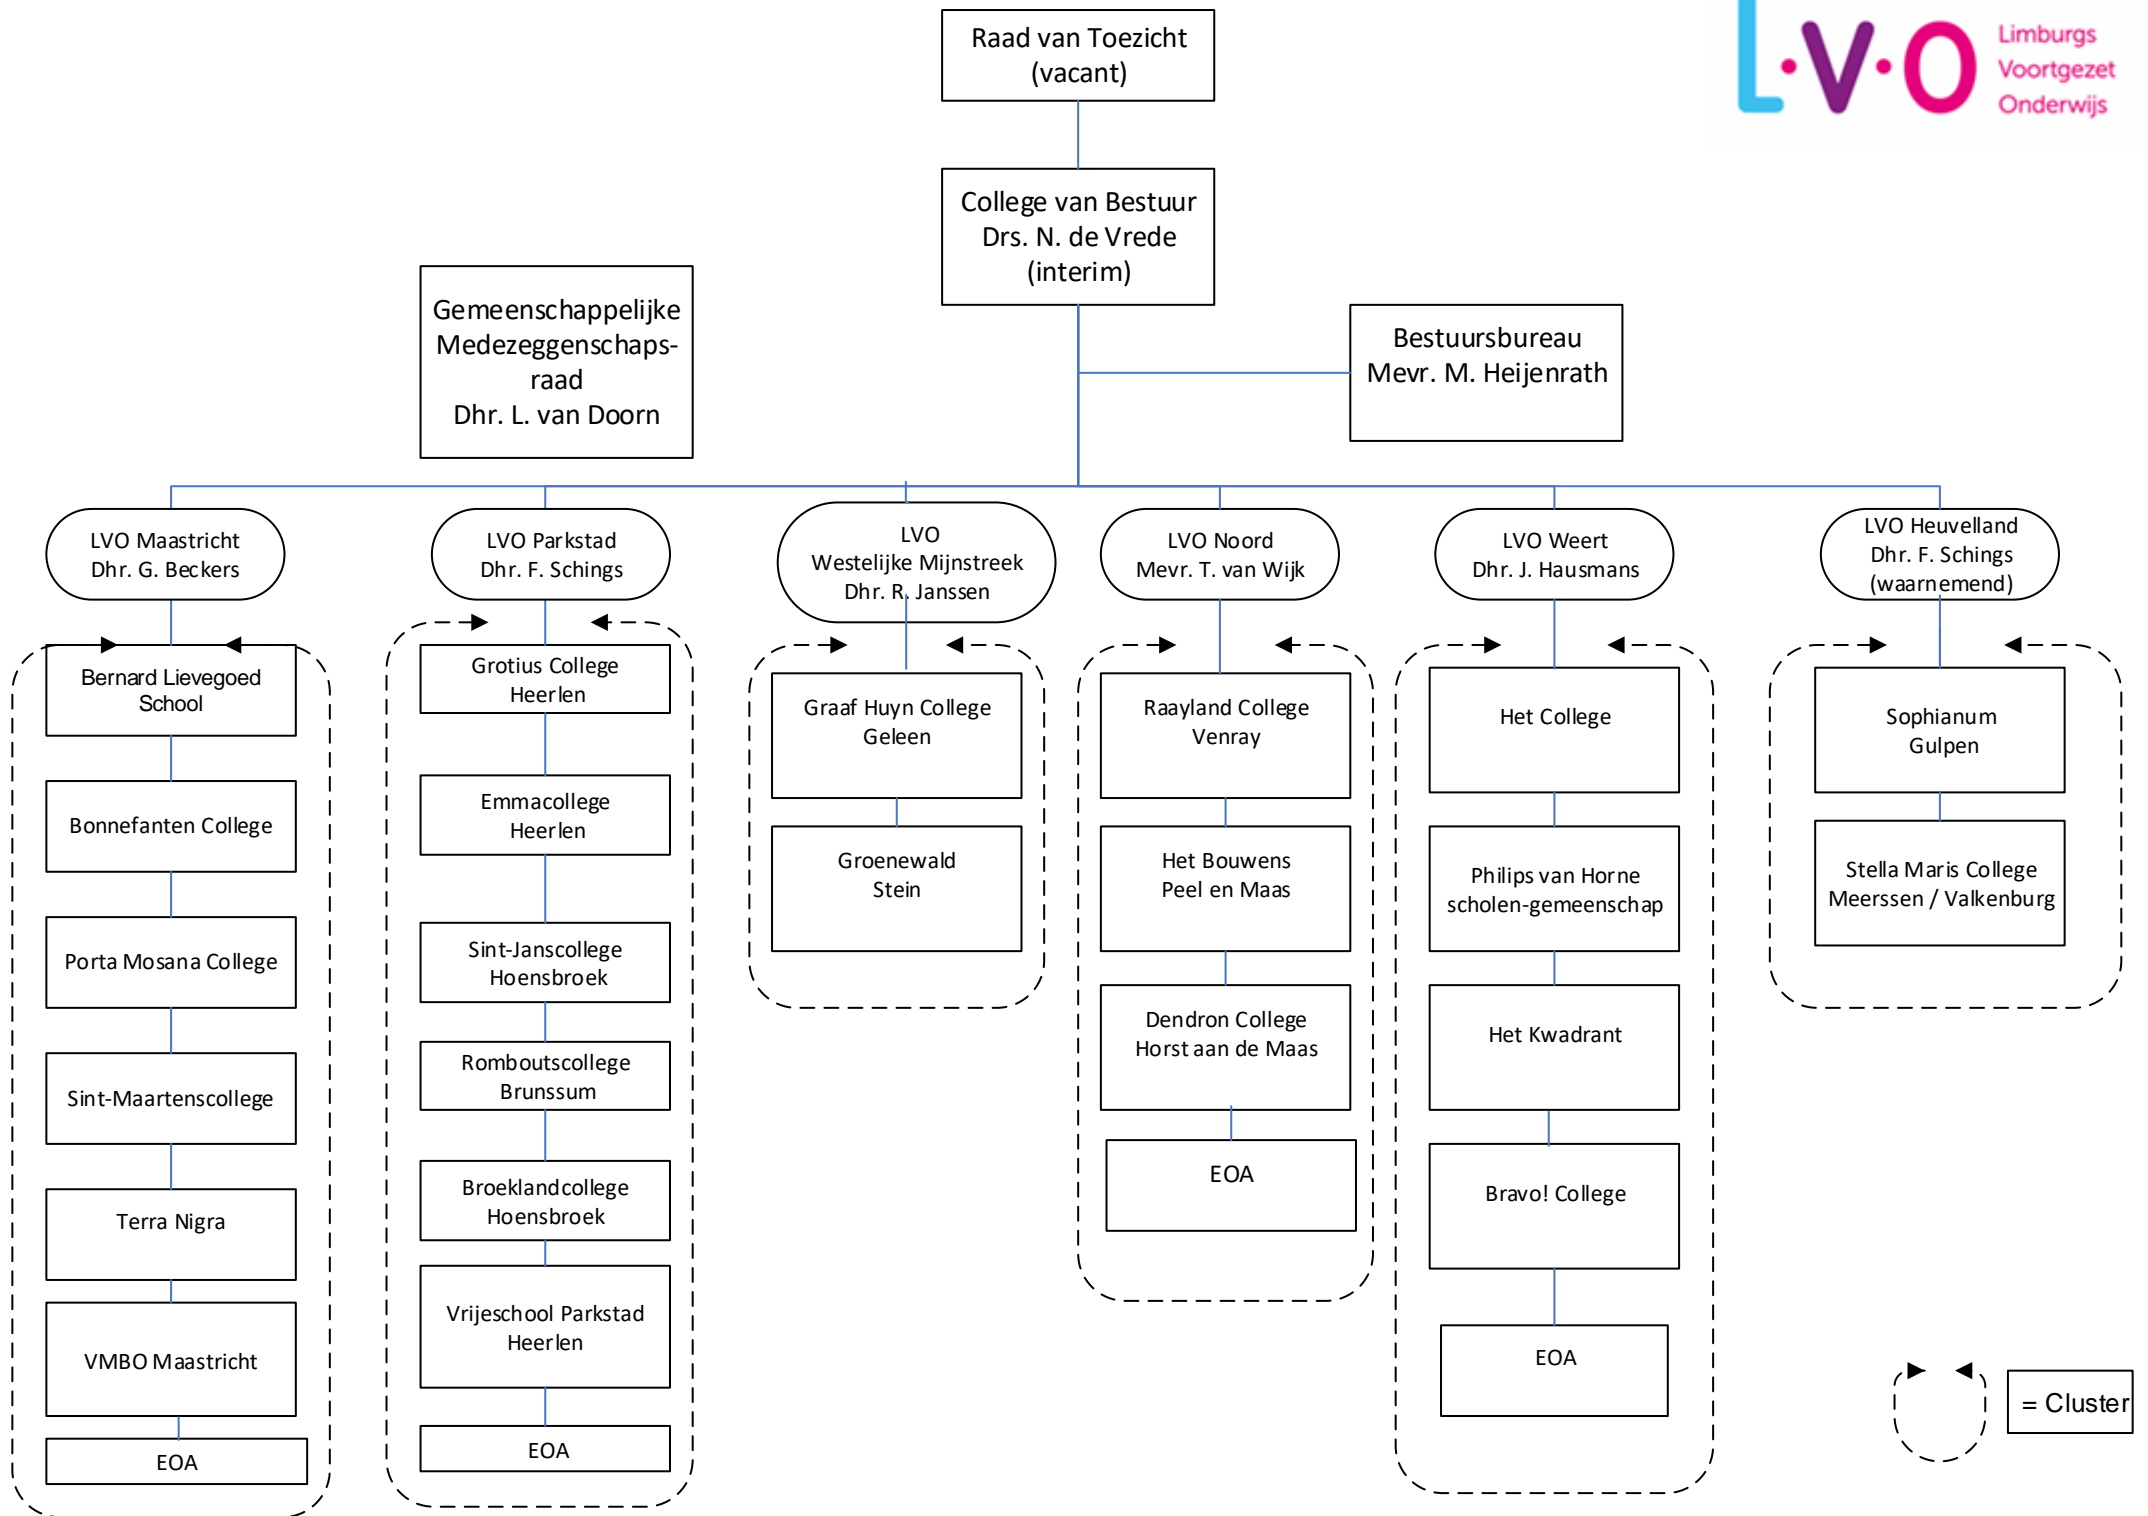 Raad van Toezicht
(vacant)
L·V·O
Limburgs
Voortgezet
Onderwijs
College van Bestuur
Drs. N. de Vrede
(interim)
Gemeenschappelijke
Medezeggenschaps-
raad
Dhr. L. van Doorn
Bestuursbureau
Mevr. M. Heijenrath
LVO Maastricht
Dhr. G. Beckers
LVO Parkstad
Dhr. F. Schings
LVO
Westelijke Mijnstreek
Dhr. R. Janssen
LVO Noord
Mevr. T. van Wijk
LVO Weert
Dhr. J. Hausmans
LVO Heuvelland
Dhr. F. Schings
(waarnemend)
Bernard Lievegoed
School
Bonnefanten College
Porta Mosana College
Sint-Maartenscollege
Terra Nigra
VMBO Maastricht
EOA
Grotius College
Heerlen
Emmacollege
Heerlen
Sint-Janscollege
Hoensbroek
Romboutscollege
Brunssum
Broeklandcollege
Hoensbroek
Vrijeschool Parkstad
Heerlen
EOA
Graaf Huyn College
Geleen
Groenewald
Stein
Raayland College
Venray
Het Bouwens
Peel en Maas
Dendron College
Horst aan de Maas
EOA
Het College
Philips van Horne
scholen-gemeenschap
Het Kwadrant
Bravo! College
EOA
Sophianum
Gulpen
Stella Maris College
Meerssen / Valkenburg
= Cluster